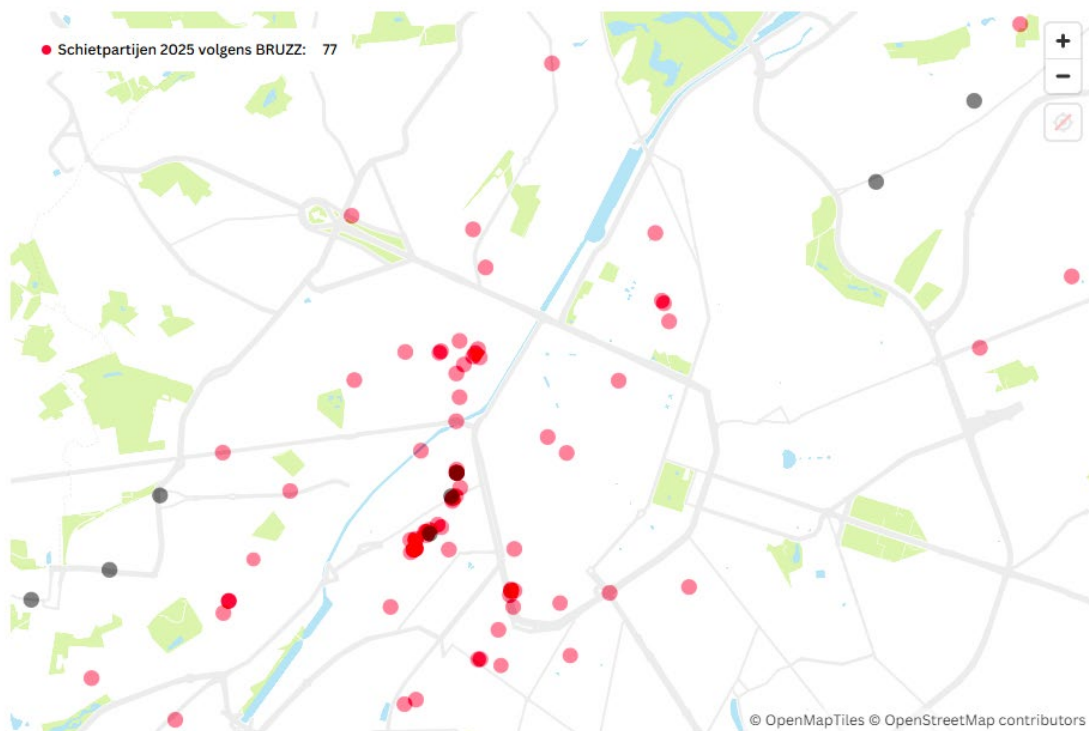 Schietpartijen 2025 volgens BRUZZ: 77
+
−
© OpenMapTiles © OpenStreetMap contributors